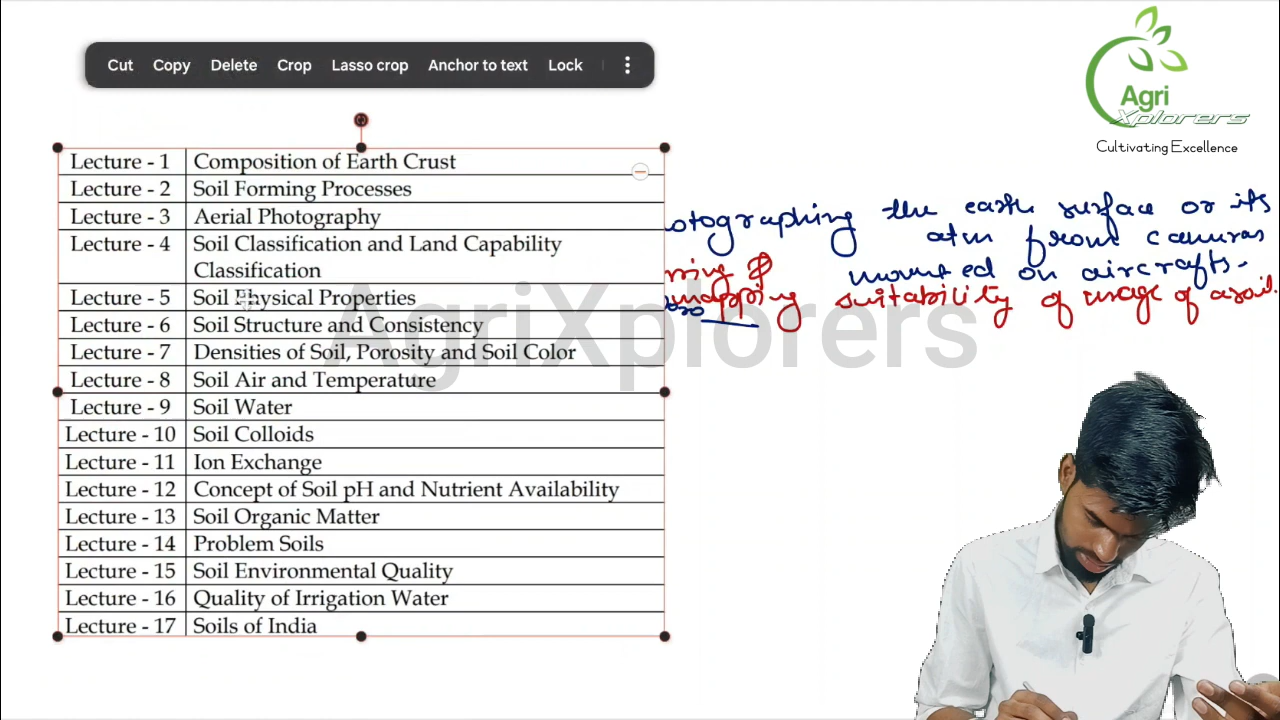 Cut Copy Delete Crop Lasso crop Anchor to text Lock
Agri
Xplorers
Cultivating Excellence
Lecture - 1 Composition of Earth Crust
Lecture - 2 Soil Forming Processes
Lecture - 3 Aerial Photography
Lecture - 4 Soil Classification and Land Capability
Classification
Lecture - 5 Soil Physical Properties
Lecture - 6 Soil Structure and Consistency
Lecture - 7 Densities of Soil, Porosity and Soil Color
Lecture - 8 Soil Air and Temperature
Lecture - 9 Soil Water
Lecture - 10 Soil Colloids
Lecture - 11 Ion Exchange
Lecture - 12 Concept of Soil pH and Nutrient Availability
Lecture - 13 Soil Organic Matter
Lecture - 14 Problem Soils
Lecture - 15 Soil Environmental Quality
Lecture - 16 Quality of Irrigation Water
Lecture - 17 Soils of India
otographing the earth surface or its
atm from cameras
mounted on aircrafts.
mapping suitability of usage of a soil.
AgriXplorers